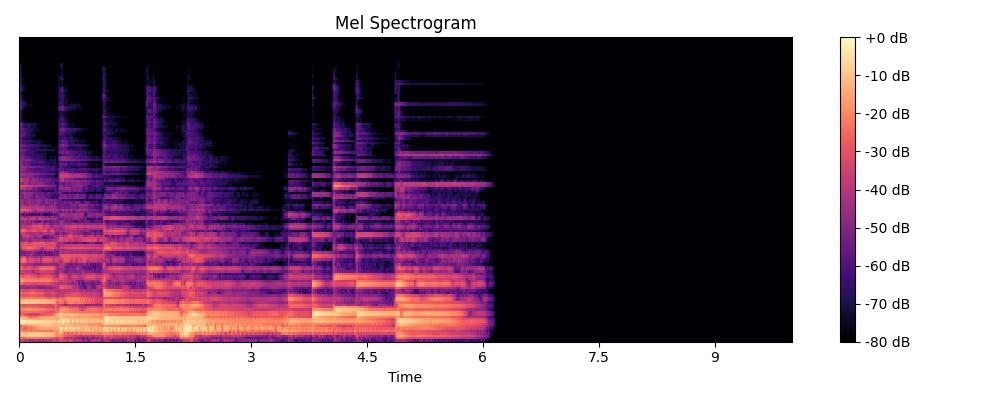 Mel Spectrogram
+0 dB
-10 dB
-20 dB
-30 dB
-40 dB
-50 dB
-60 dB
-70 dB
-80 dB
0 1.5 3 4.5 6 7.5 9
Time